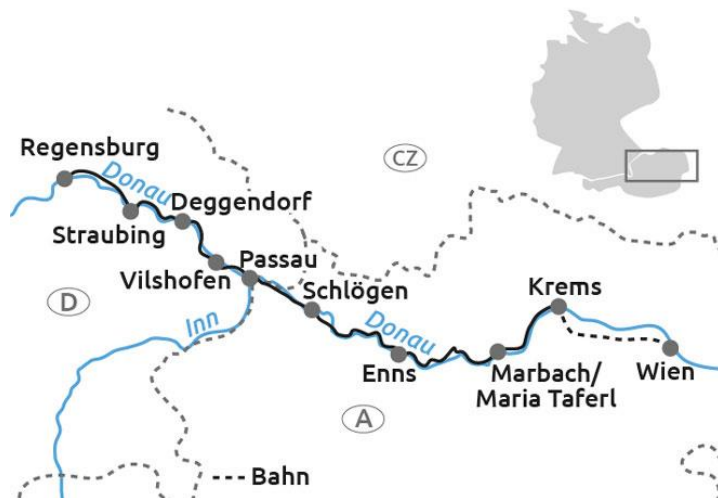 CZ
Regensburg
Donau
Deggendorf
Straubing
Vilshofen
Passau
D
Inn
Schlögen
Donau
Krems
Enns
Marbach/
Maria Taferl
Wien
A
Bahn